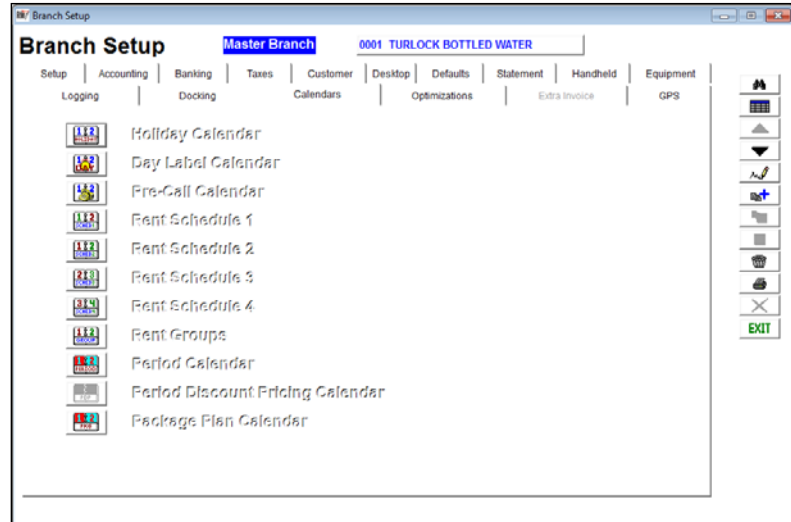 Branch Setup
Branch Setup Master Branch 0001 TURLOCK BOTTLED WATER
Setup Accounting Banking Taxes Customer Desktop Defaults Statement Handheld Equipment
Logging Docking Calendars Optimizations Extra Invoice GPS
Holiday Calendar
Day Label Calendar
Pre-Call Calendar
Rent Schedule 1
Rent Schedule 2
Rent Schedule 3
Rent Schedule 4
Rent Groups
Period Calendar
Period Discount Pricing Calendar
Package Plan Calendar
EXIT